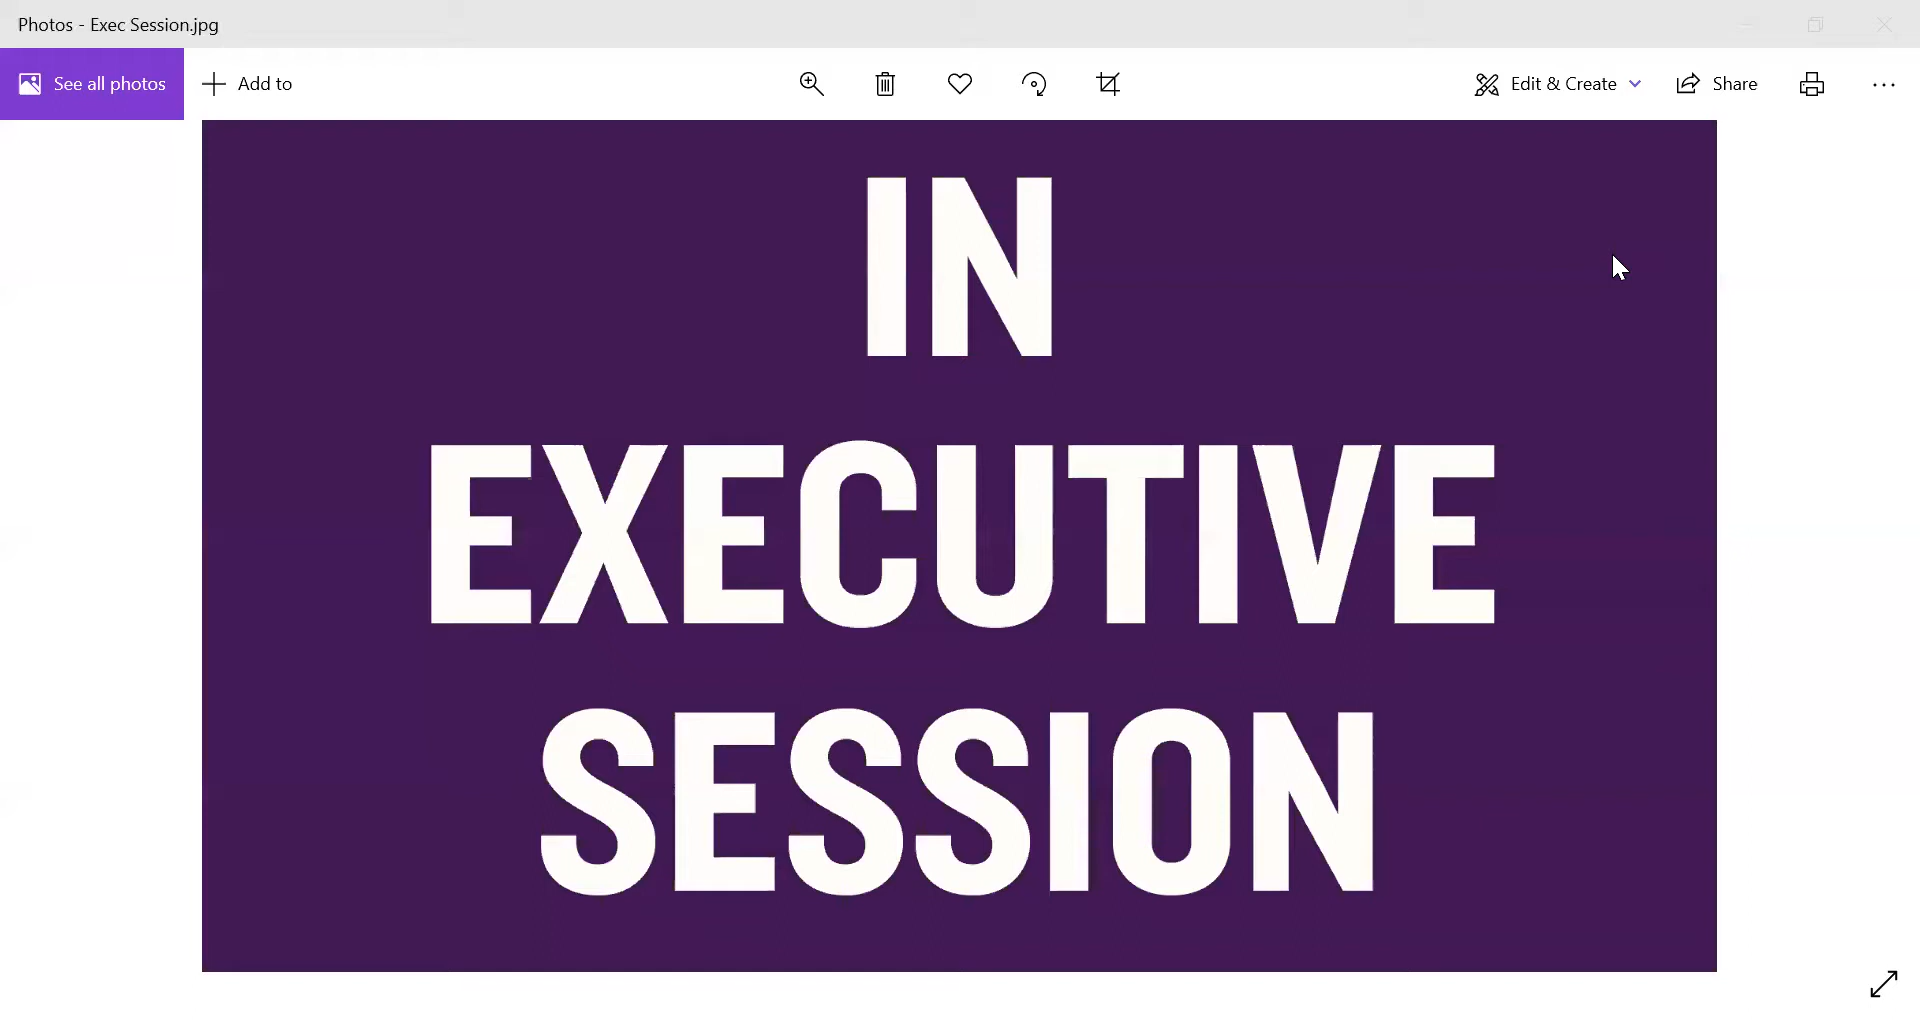 Photos - Exec Session.jpg
See all photos
Add to
Edit & Create
Share
IN
EXECUTIVE
SESSION